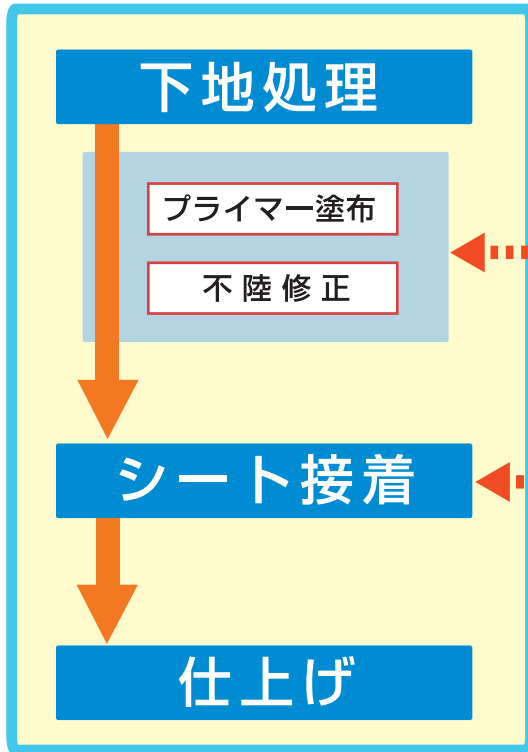 下地処理
プライマー塗布
不陸修正
シート接着
仕上げ